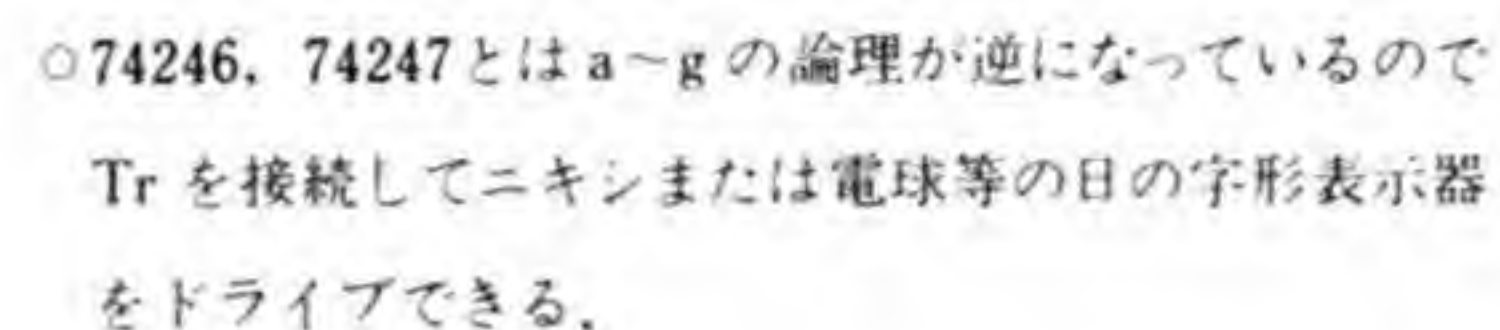 ○74246，74247とはa～gの論理が逆になっているので
Trを接続してニキシまたは電球等の日の字形表示器
をドライブできる．